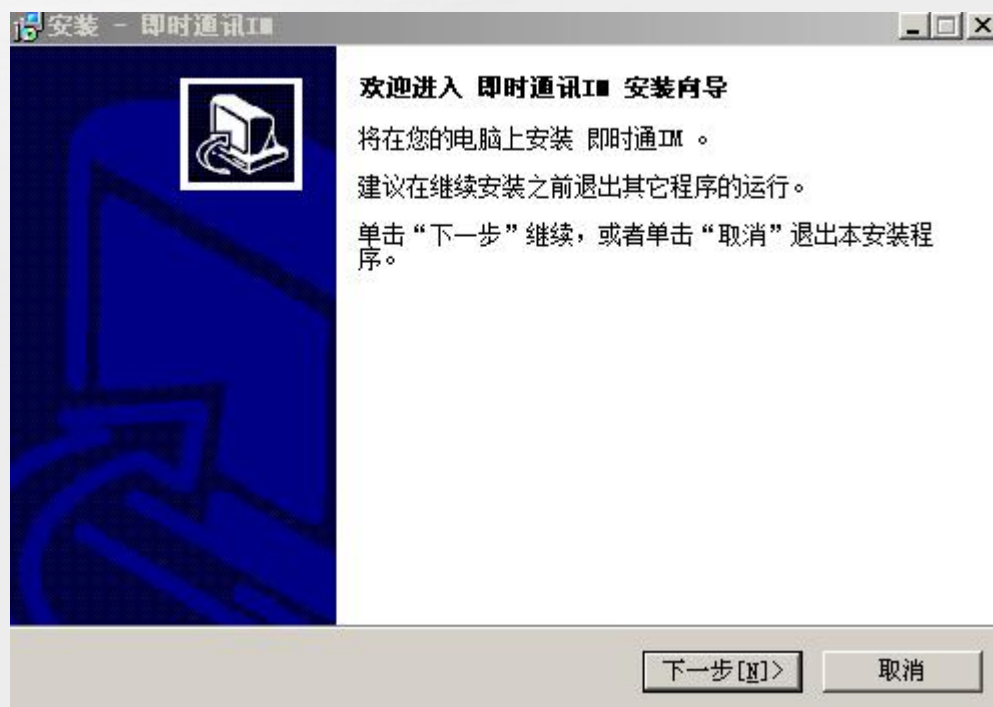 安装 - 即时通讯IM
欢迎进入 即时通讯IM 安装向导
将在您的电脑上安装 即时通IM 。
建议在继续安装之前退出其它程序的运行。
单击“下一步”继续，或者单击“取消”退出本安装程
序。
下一步[N]>
取消